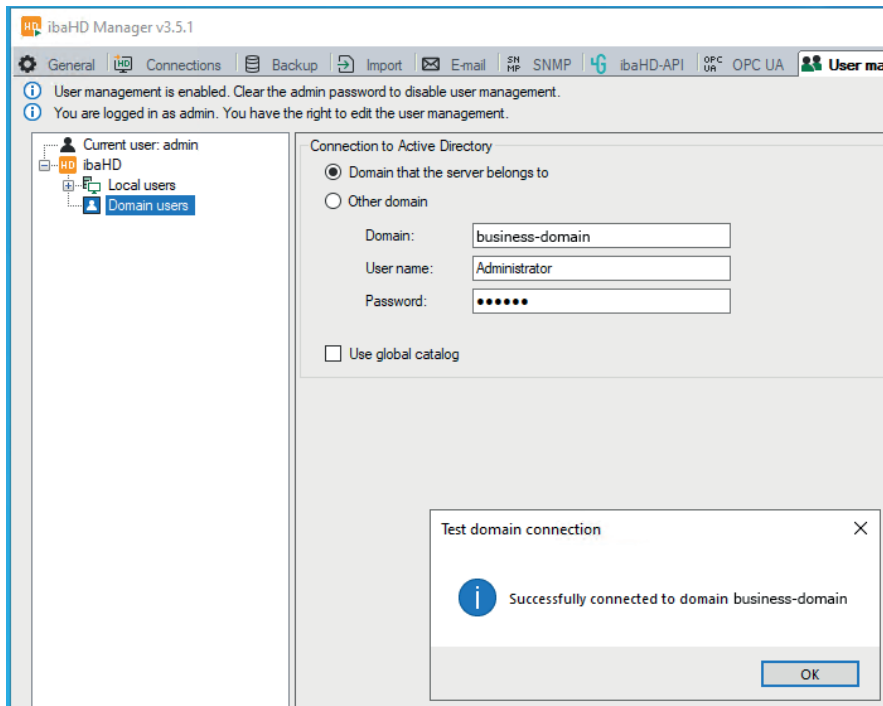 ibaHD Manager v3.5.1
General Connections Backup Import E-mail SNMP ibaHD-API OPC UA User ma
User management is enabled. Clear the admin password to disable user management.
You are logged in as admin. You have the right to edit the user management.
Current user: admin
ibaHD
Local users
Domain users
Connection to Active Directory
Domain that the server belongs to
Other domain
Domain: business-domain
User name: Administrator
Password: ••••••
Use global catalog
Test domain connection
Successfully connected to domain business-domain
OK